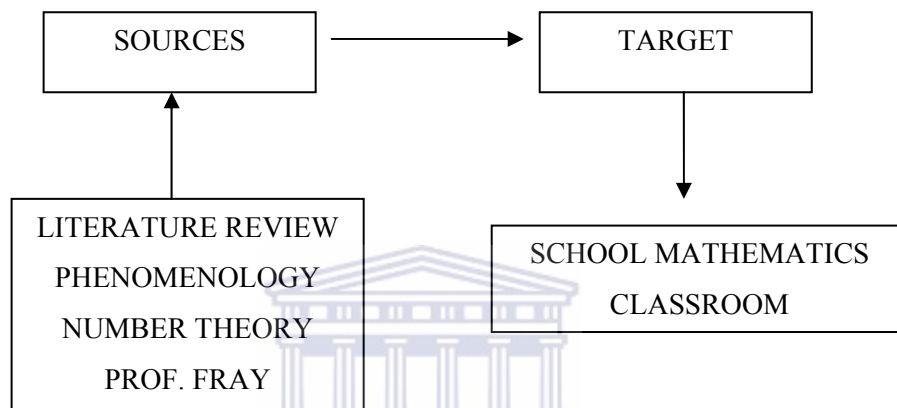 SOURCES
TARGET
LITERATURE REVIEW
PHENOMENOLOGY
NUMBER THEORY
PROF. FRAY
SCHOOL MATHEMATICS
CLASSROOM